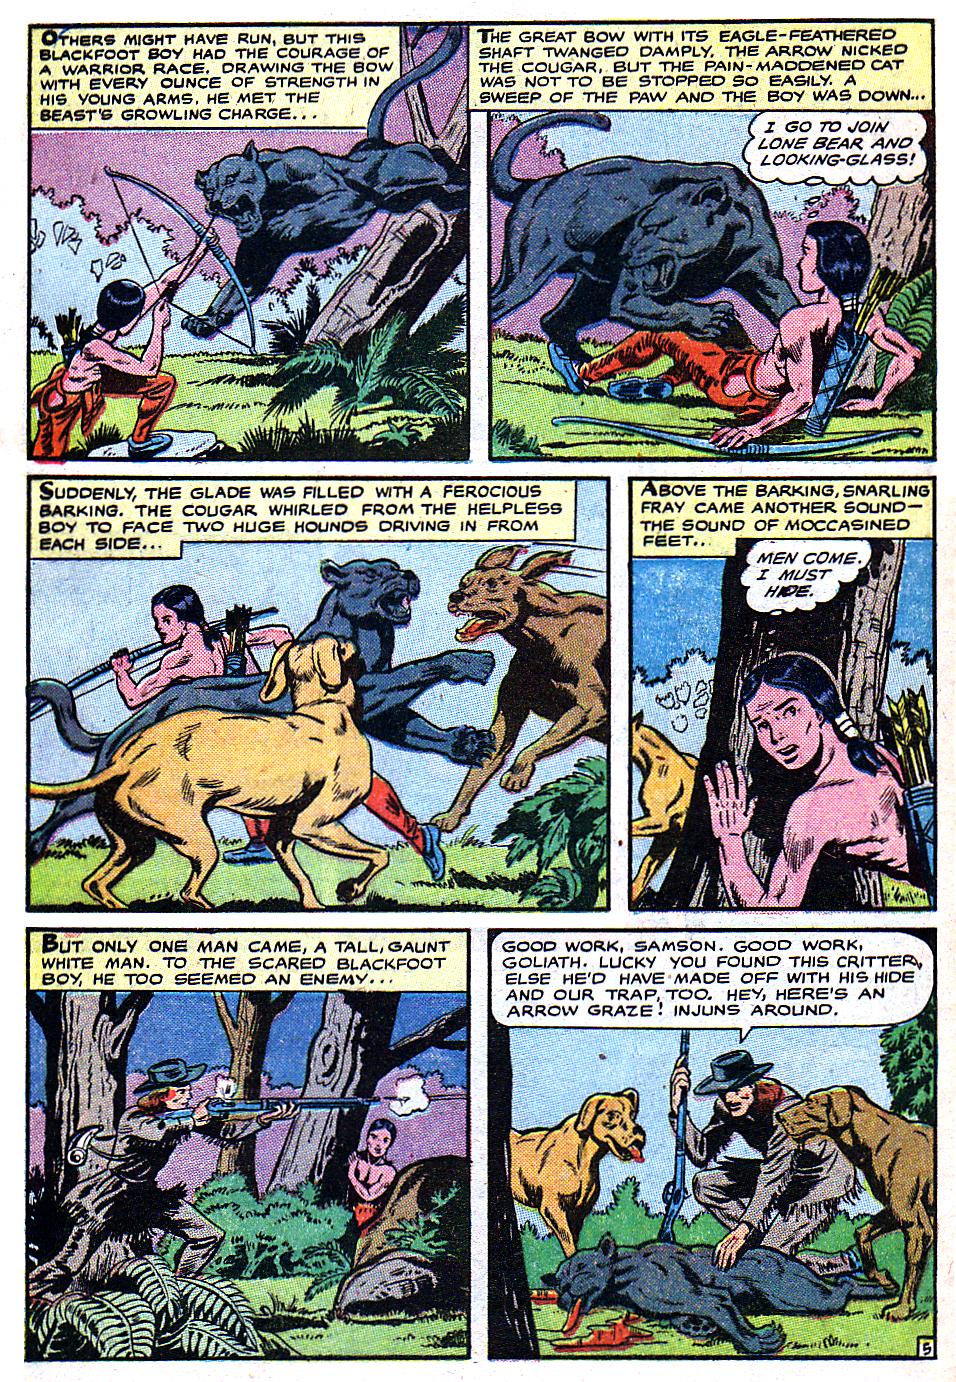 OTHERS MIGHT HAVE RUN, BUT THIS
BLACKFOOT BOY HAD THE COURAGE OF
A WARRIOR RACE. DRAWING THE BOW
WITH EVERY OUNCE OF STRENGTH IN
HIS YOUNG ARMS, HE MET THE
BEAST'S GROWLING CHARGE...
THE GREAT BOW WITH ITS EAGLE-FEATHERED
SHAFT TWANGED DAMPLY. THE ARROW NICKED
THE COUGAR, BUT THE PAIN-MADDENED CAT
WAS NOT TO BE STOPPED SO EASILY. A
SWEEP OF THE PAW AND THE BOY WAS DOWN...
I GO TO JOIN
LONE BEAR AND
LOOKING-GLASS!
SUDDENLY, THE GLADE WAS FILLED WITH A FEROCIOUS
BARKING. THE COUGAR WHIRLED FROM THE HELPLESS
BOY TO FACE TWO HUGE HOUNDS DRIVING IN FROM
EACH SIDE...
ABOVE THE BARKING, SNARLING
FRAY CAME ANOTHER SOUND—
THE SOUND OF MOCCASINED
FEET...
MEN COME.
I MUST
HIDE.
BUT ONLY ONE MAN CAME, A TALL, GAUNT
WHITE MAN. TO THE SCARED BLACKFOOT
BOY, HE TOO SEEMED AN ENEMY...
GOOD WORK, SAMSON. GOOD WORK,
GOLIATH. LUCKY YOU FOUND THIS CRITTER,
ELSE HE'D HAVE MADE OFF WITH HIS HIDE
AND OUR TRAP, TOO. HEY, HERE'S AN
ARROW GRAZE! INJUNS AROUND.
5